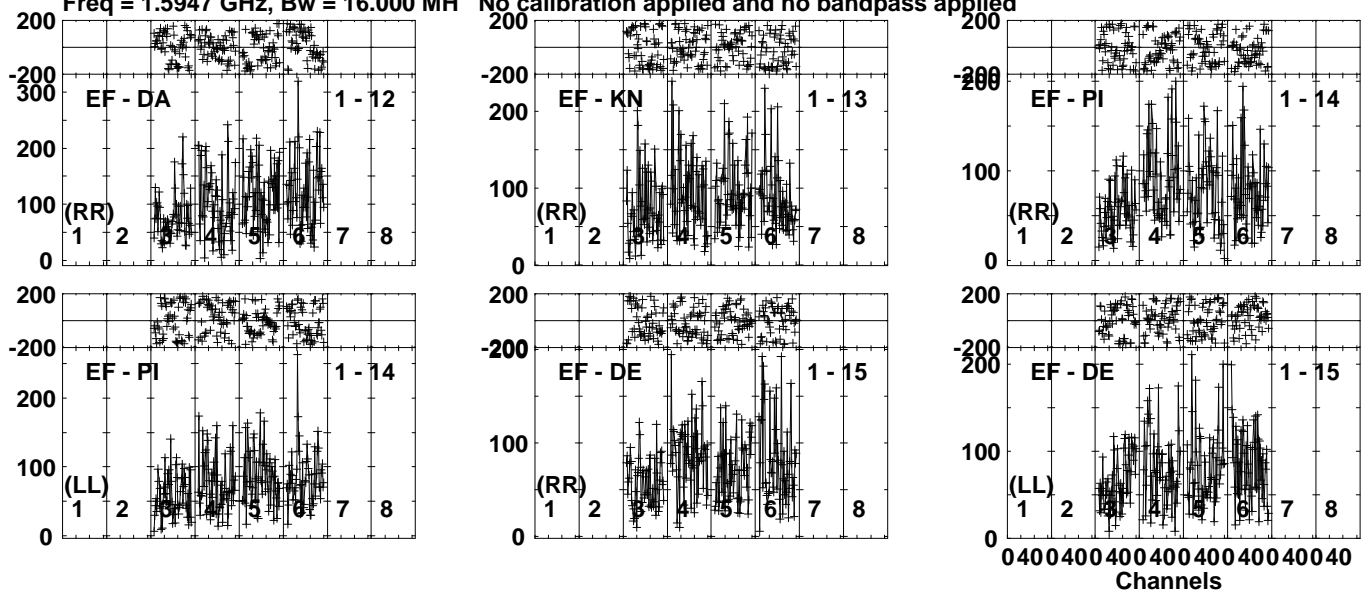 Freq = 1.5947 GHz, Bw = 16.000 MH No calibration applied and no bandpass applied
200
-200
300
200
100
0
EF - DA
1 - 12
(RR)
1 2 3 4 5 6 7 8
200
-200
200
100
0
EF - KN
1 - 13
(RR)
1 2 3 4 5 6 7 8
200
-200
200
100
0
EF - PI
1 - 14
(RR)
1 2 3 4 5 6 7 8
200
-200
200
100
0
EF - PI
1 - 14
(LL)
1 2 3 4 5 6 7 8
200
-200
200
100
0
EF - DE
1 - 15
(RR)
1 2 3 4 5 6 7 8
200
-200
200
100
0
EF - DE
1 - 15
(LL)
1 2 3 4 5 6 7 8
0 40 0 40 0 40 0 40 0 40 0 40 0 40 0 40
Channels